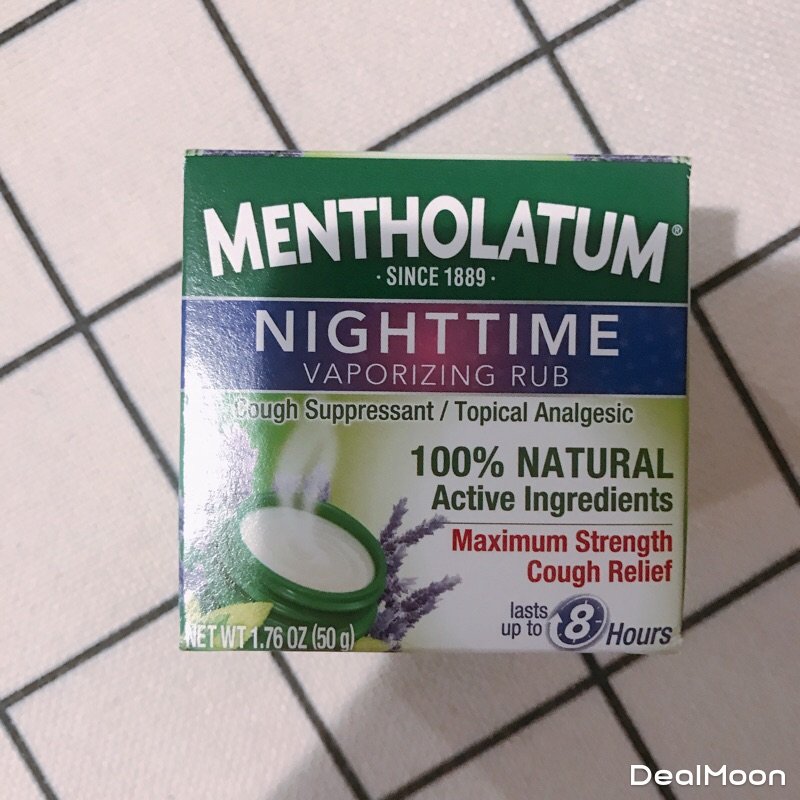 MENTHOLATUM®
· SINCE 1889 ·
NIGHTTIME
VAPORIZING RUB
Cough Suppressant / Topical Analgesic
100% NATURAL
Active Ingredients
Maximum Strength
Cough Relief
lasts
up to 8 Hours
NET WT 1.76 OZ (50 g)
DealMoon